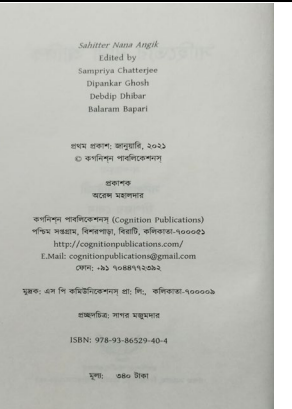 Sahitter Nana Angik
Edited by
Sampriya Chatterjee
Dipankar Ghosh
Debdip Dhibar
Balaram Bapari
প্রথম প্রকাশ: জানুয়ারি, ২০২১
© কগনিশন পাবলিকেশনস্
প্রকাশক
অরেন্স মহালদার
কগনিশন পাবলিকেশনস্ (Cognition Publications)
পশ্চিম সপ্তগ্রাম, বিশরপাড়া, বিরাটি, কলিকাতা-৭০০০৫১
http://cognitionpublications.com/
E.Mail: cognitionpublications@gmail.com
ফোন: -৯১ ৭০৪৪৭৭২৩৯২
মুদ্রক: এস পি কমিউনিকেশনস্ প্রা: লি:, কলিকাতা-৭০০০০৯
প্রচ্ছদচিত্র: সাগর মজুমদার
ISBN: 978-93-86529-40-4
মূল্য: ৩৪০ টাকা